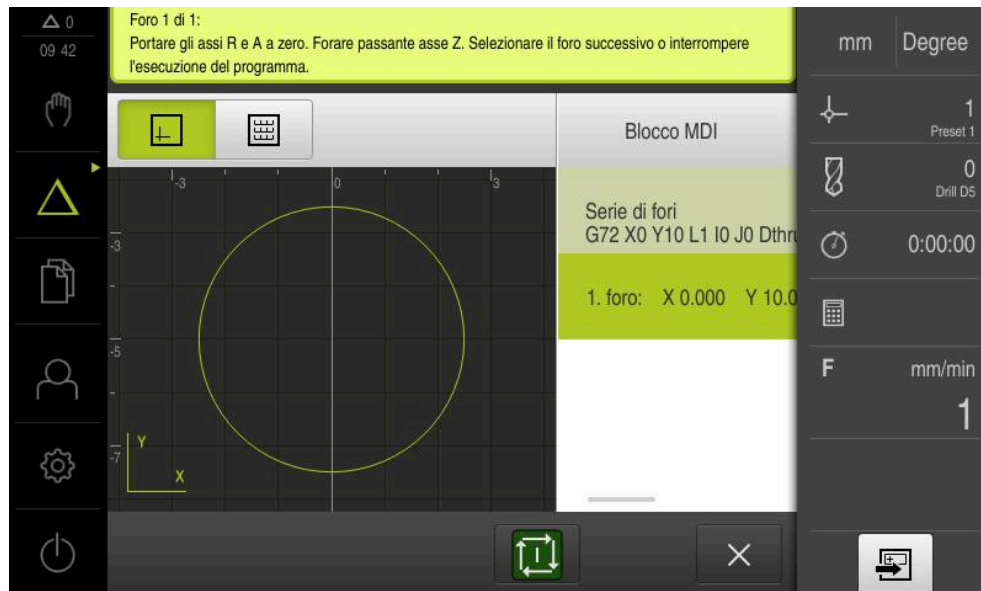 0
09 42
Foro 1 di 1:
Portare gli assi R e A a zero. Forare passante asse Z. Selezionare il foro successivo o interrompere
l'esecuzione del programma.
mm Degree
1
Preset 1
0
Drill D5
0:00:00
F mm/min
1
Blocco MDI
Serie di fori
G72 X0 Y10 L1 I0 J0 Dthru
1. foro: X 0.000 Y 10.0
-3 0 3
-3
-5
-7
Y
X